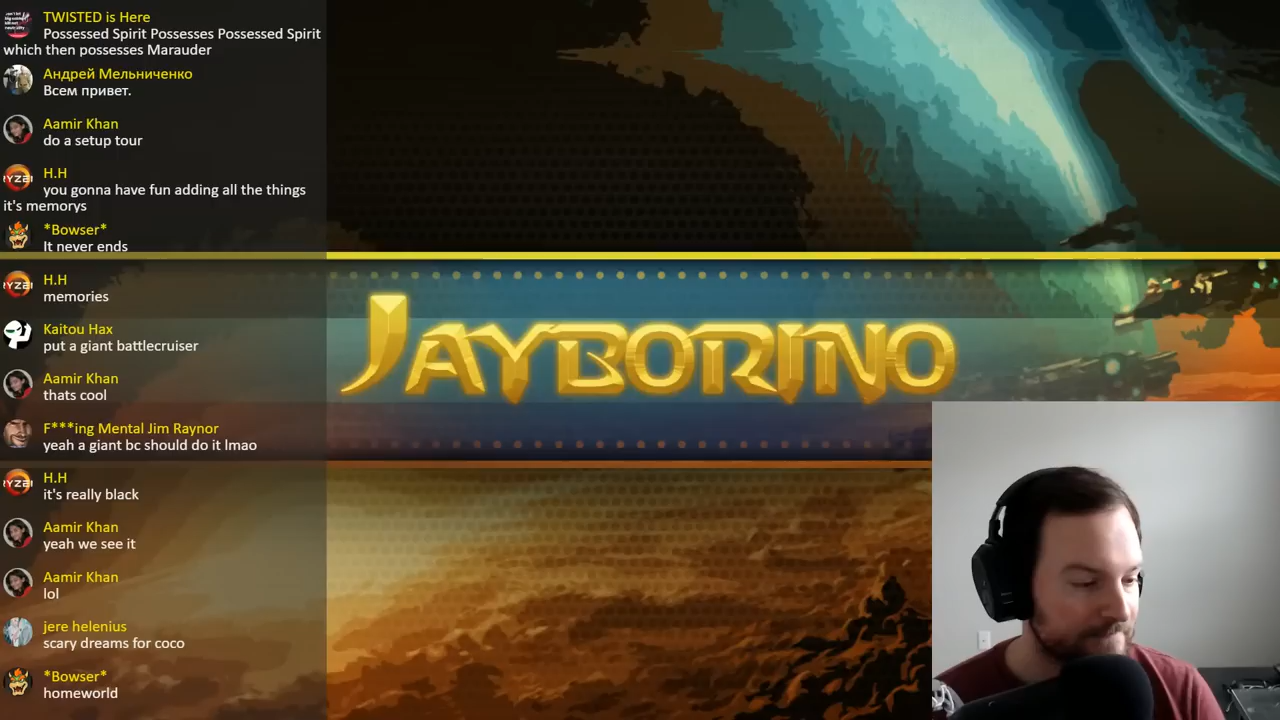 TWISTED is Here
Possessed Spirit Possesses Possessed Spirit
which then possesses Marauder
Андрей Мельниченко
Всем привет.
Aamir Khan
do a setup tour
H.H
you gonna have fun adding all the things
it's memorys
*Bowser*
It never ends
H.H
memories
Kaitou Hax
put a giant battlecruiser
Aamir Khan
thats cool
F***ing Mental Jim Raynor
yeah a giant bc should do it lmao
H.H
it's really black
Aamir Khan
yeah we see it
Aamir Khan
lol
jere helenius
scary dreams for coco
*Bowser*
homeworld
JAYBORINO